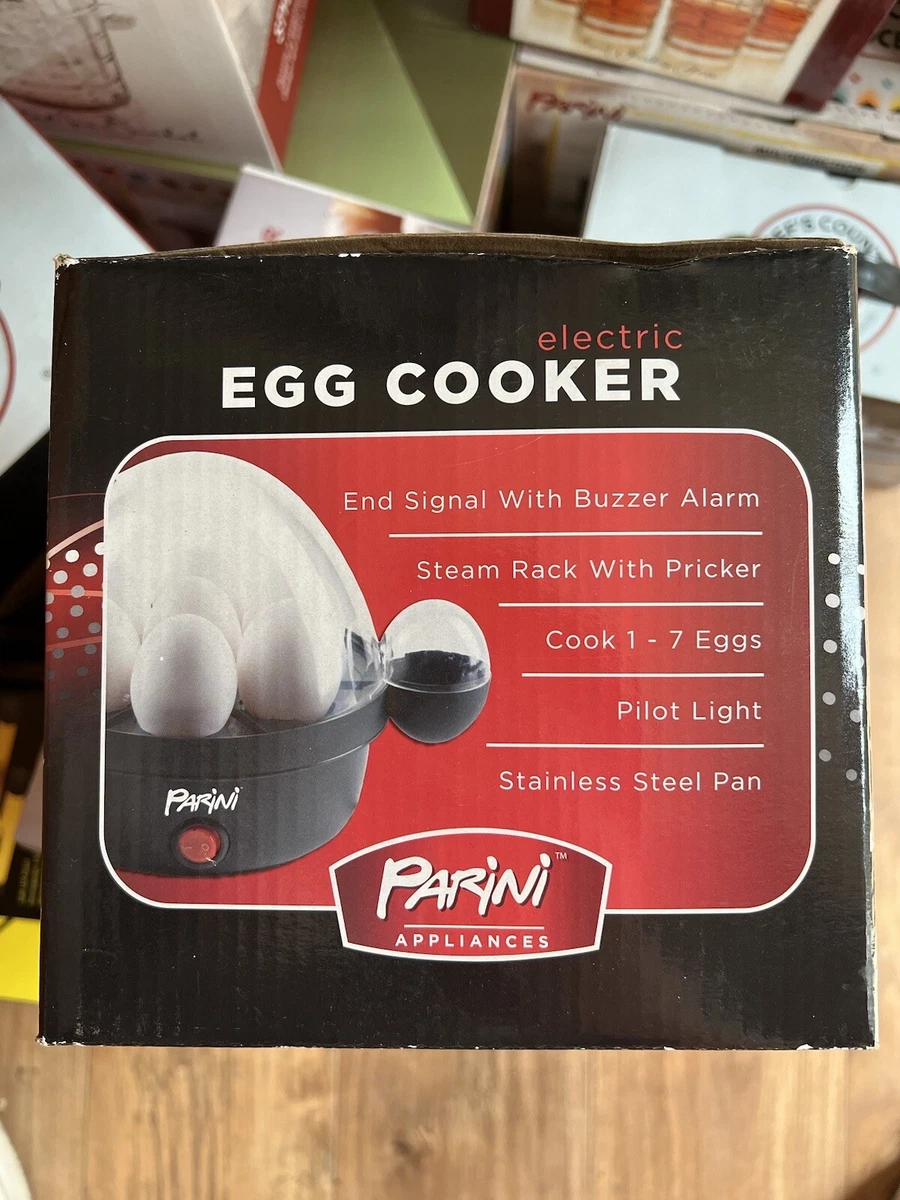 PARINI
electric
EGG COOKER
End Signal With Buzzer Alarm
Steam Rack With Pricker
Cook 1 - 7 Eggs
Pilot Light
Stainless Steel Pan
PARINI
PARINI™
APPLIANCES